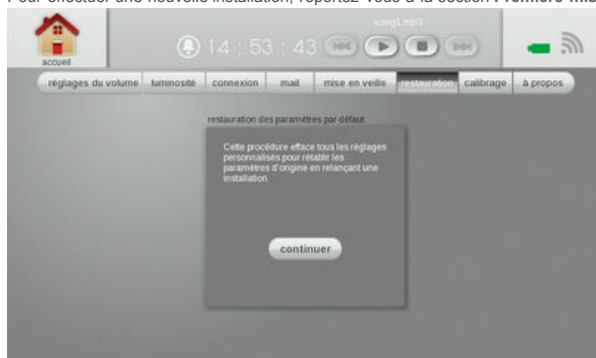 Pour effectuer une nouvelle installation, reportez-vous à la section Première mis
song1.mp3
14 : 53 : 43
accueil
réglages du volume luminosité connexion mail mise en veille restauration calibrage à propos
restauration des paramètres par défaut
Cette procédure efface tous les réglages
personnalisés pour rétablir les
paramètres d'origine en relançant une
installation.
continuer